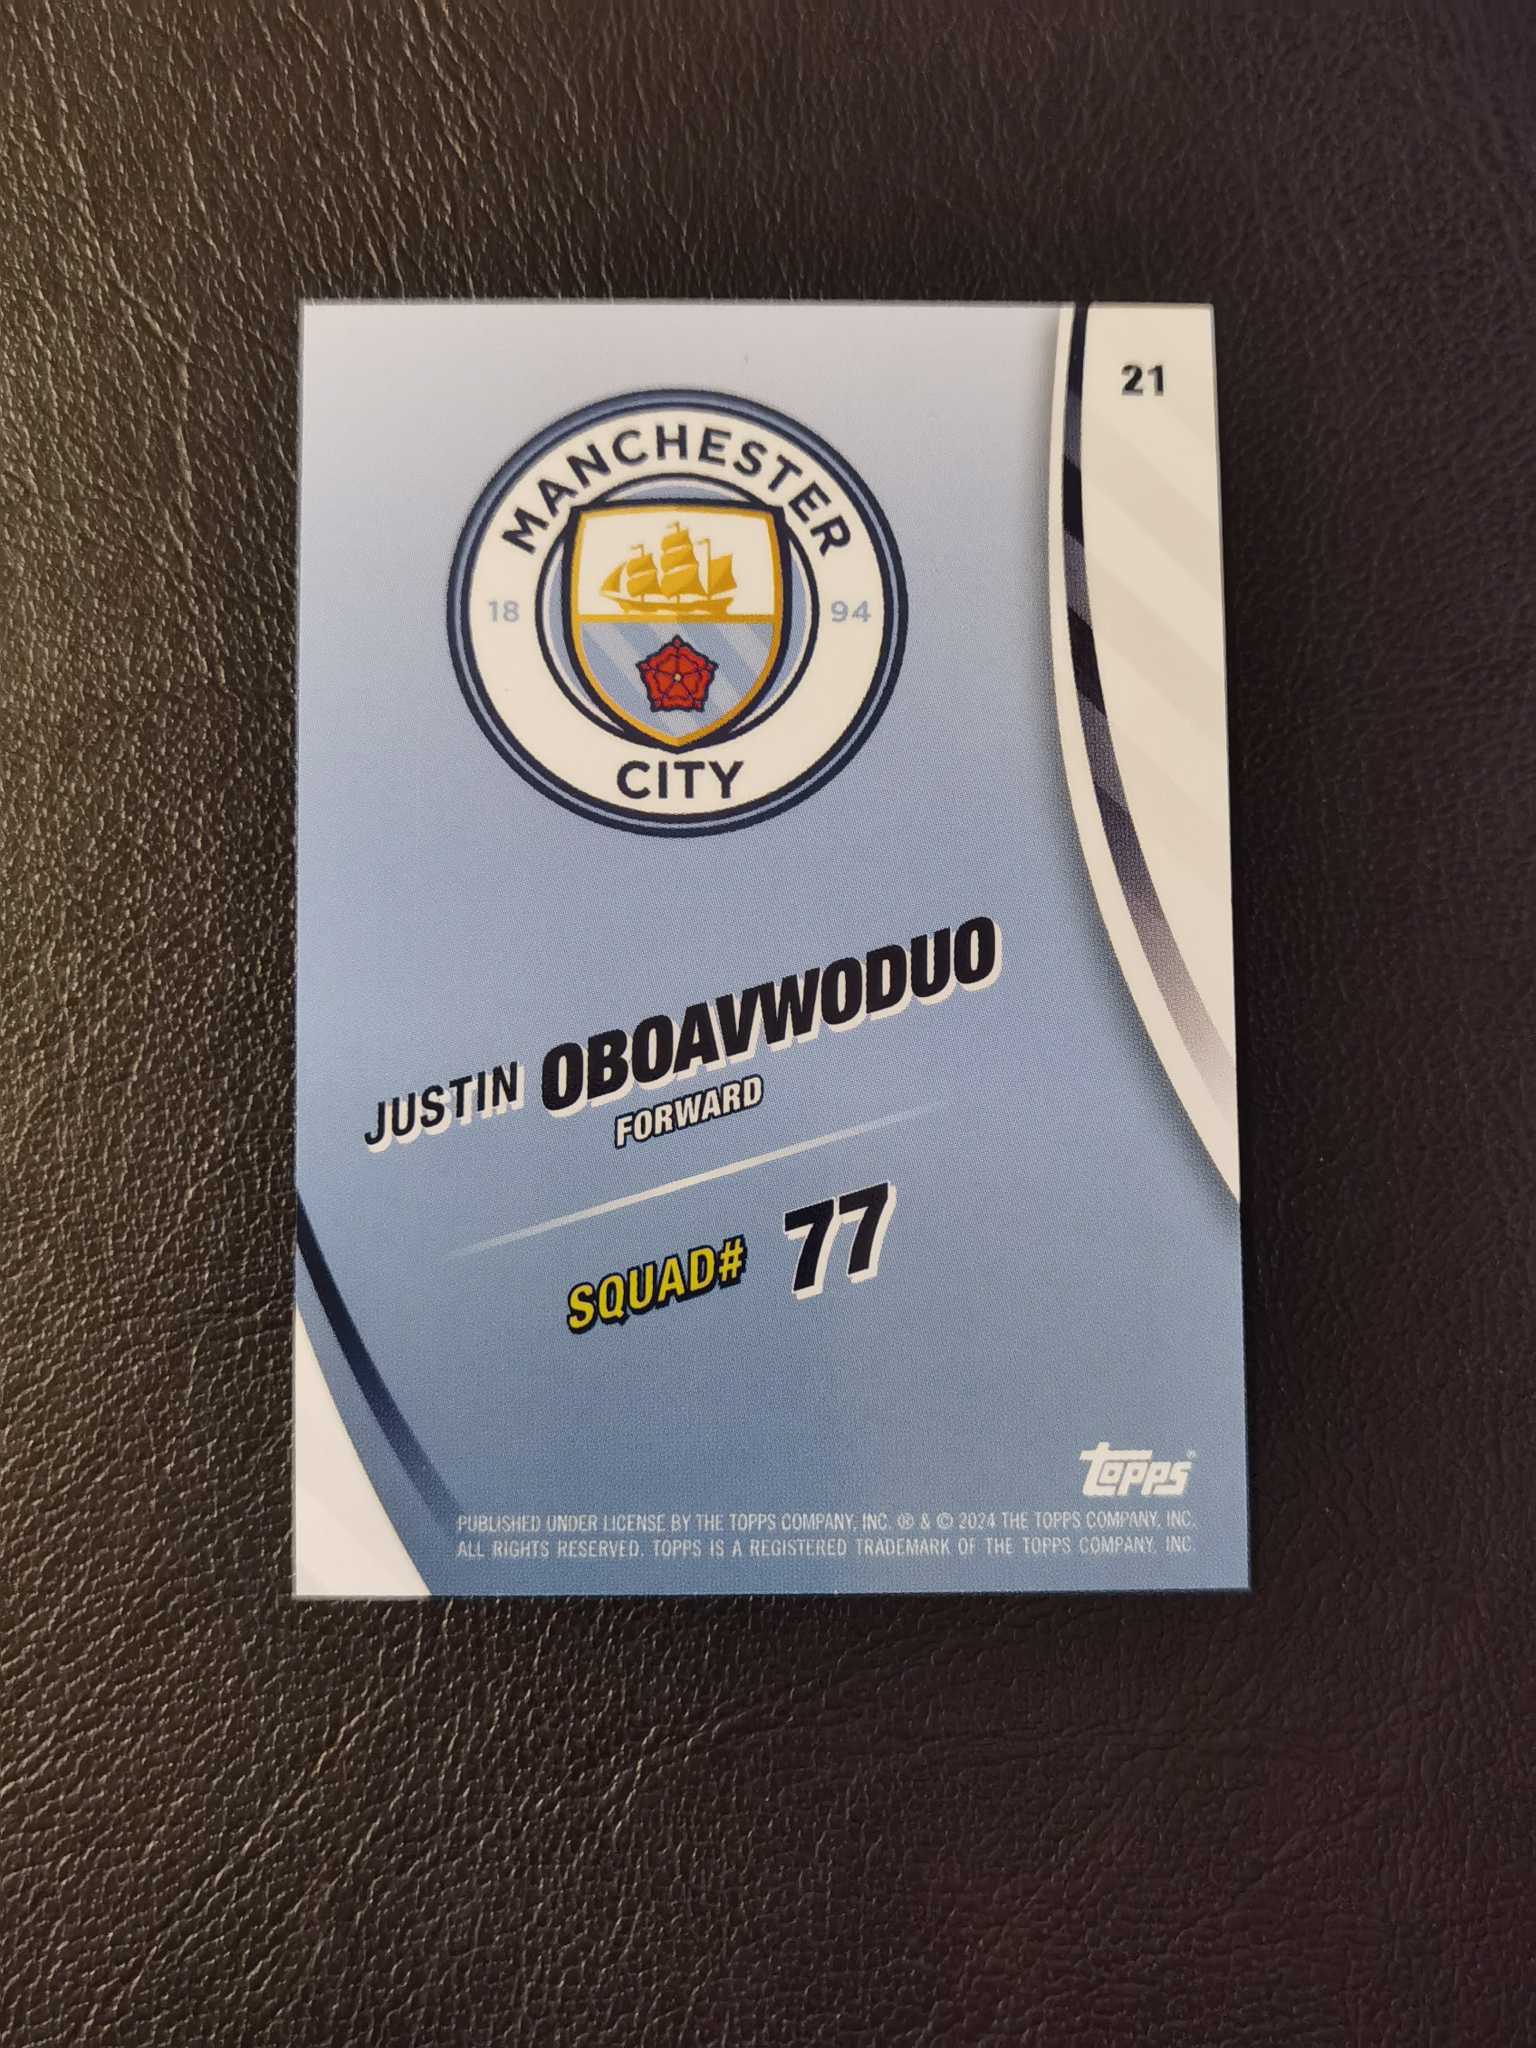 21
MANCHESTER
18 94
CITY
JUSTIN OBOAVWODUO
FORWARD
SQUAD# 77
topps®
PUBLISHED UNDER LICENSE BY THE TOPPS COMPANY, INC. ® & © 2024 THE TOPPS COMPANY, INC.
ALL RIGHTS RESERVED. TOPPS IS A REGISTERED TRADEMARK OF THE TOPPS COMPANY, INC.